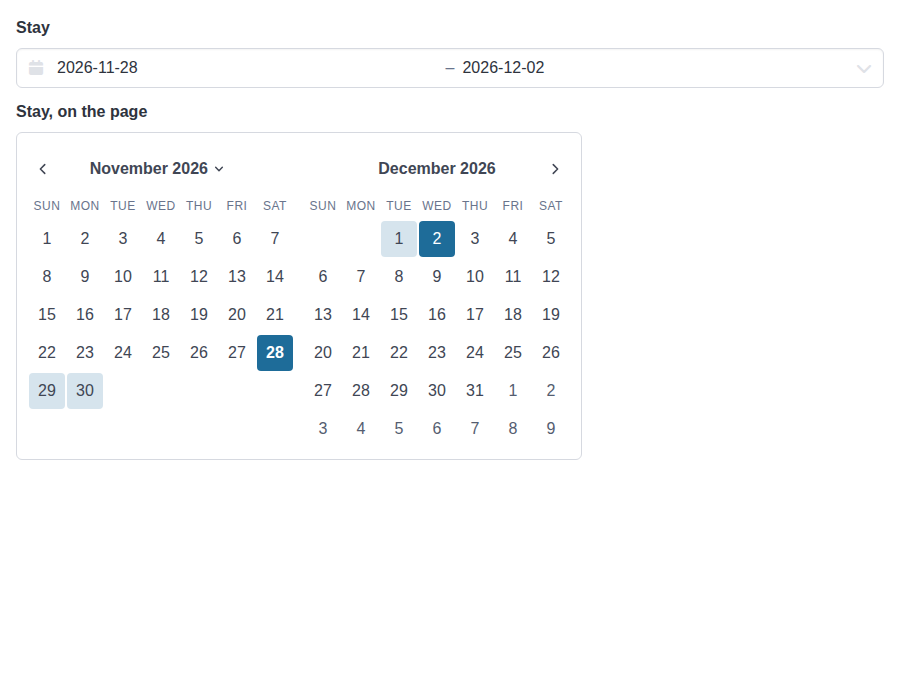 Stay
2026-11-28 – 2026-12-02
Stay, on the page
November 2026 December 2026
SUN MON TUE WED THU FRI SAT SUN MON TUE WED THU FRI SAT
1 2 3 4 5 6 7 1 2 3 4 5
8 9 10 11 12 13 14 6 7 8 9 10 11 12
15 16 17 18 19 20 21 13 14 15 16 17 18 19
22 23 24 25 26 27 28 20 21 22 23 24 25 26
29 30 27 28 29 30 31 1 2
3 4 5 6 7 8 9